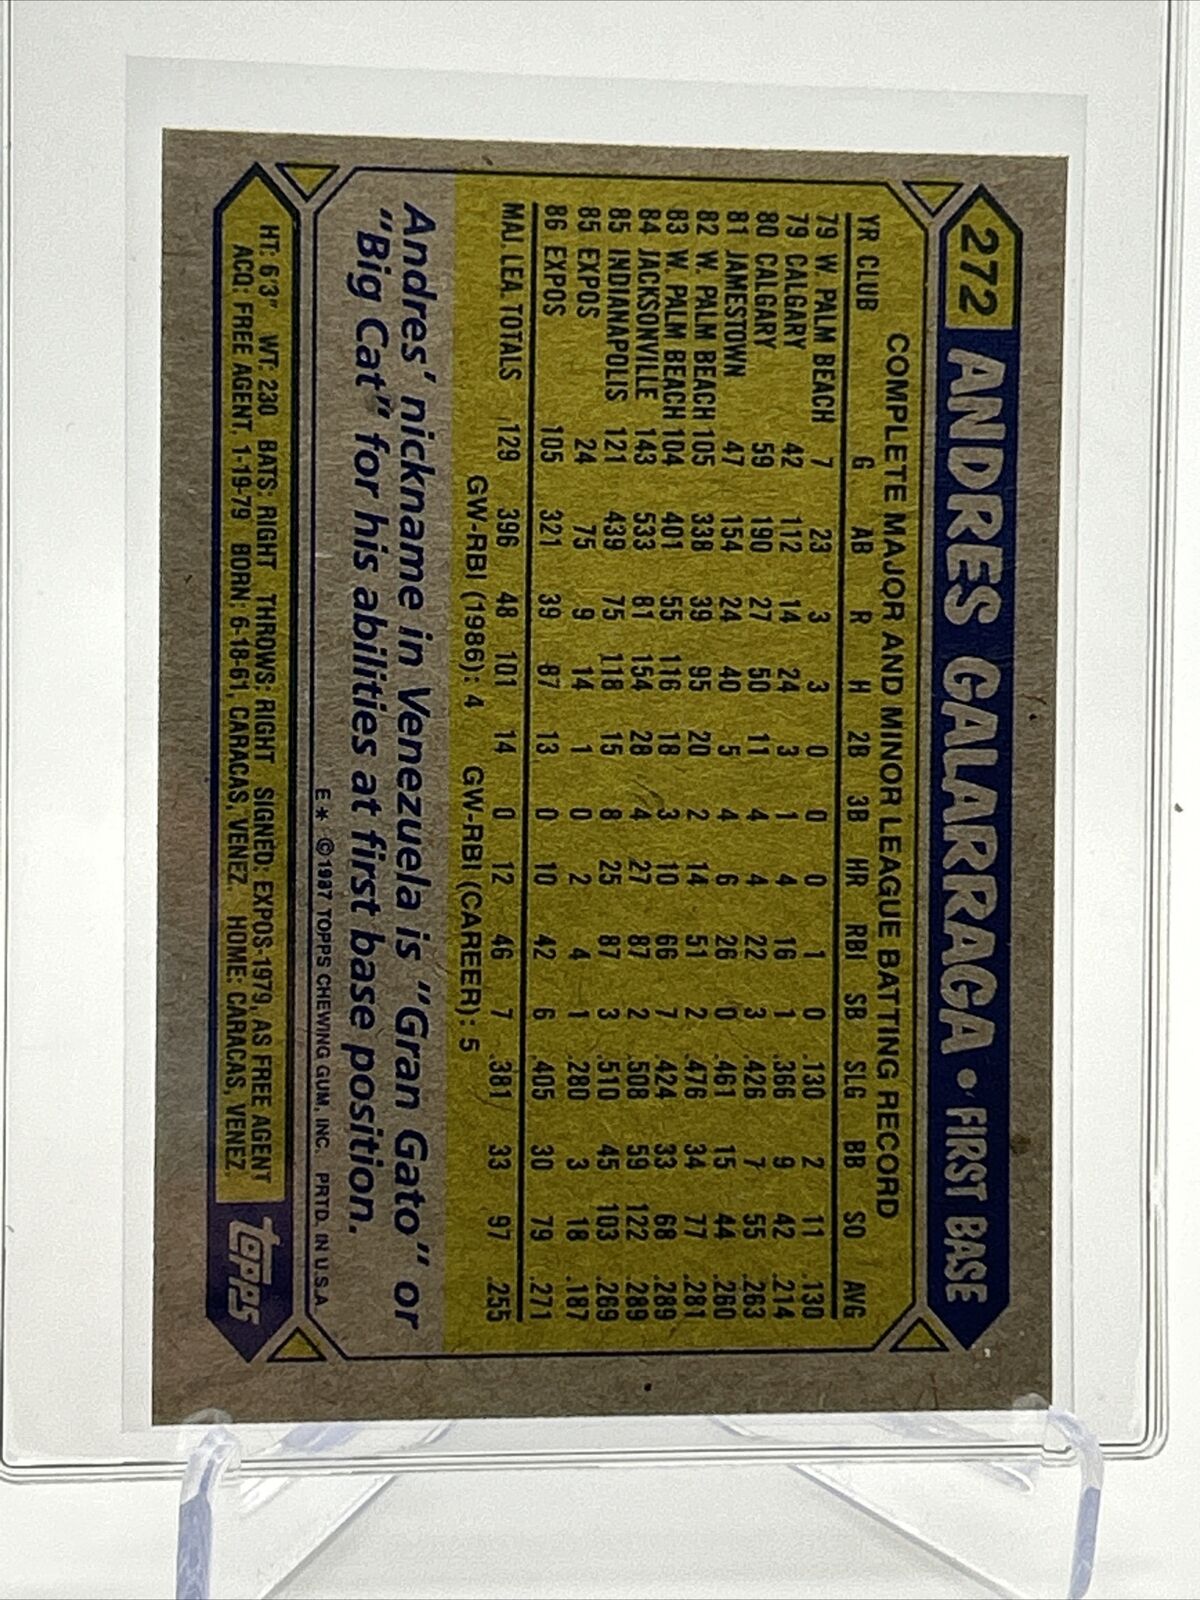 272 ANDRES GALARRAGA • FIRST BASE
COMPLETE MAJOR AND MINOR LEAGUE BATTING RECORD
YR CLUB G AB R H 2B 3B HR RBI SB SLG BB SO AVG
79 W. PALM BEACH 7 23 3 3 0 0 0 1 0 .130 2 11 .130
79 CALGARY 42 112 14 24 3 1 4 16 1 .366 9 42 .214
80 CALGARY 59 190 27 50 11 4 4 22 3 .426 7 55 .263
81 JAMESTOWN 47 154 24 40 5 4 6 26 0 .461 15 44 .260
82 W. PALM BEACH 105 338 39 95 20 2 14 51 2 .476 34 77 .281
83 W. PALM BEACH 104 401 55 116 18 3 10 66 7 .424 33 68 .289
84 JACKSONVILLE 143 533 81 154 28 4 27 87 2 .508 59 122 .289
85 INDIANAPOLIS 121 439 75 118 15 8 25 87 3 .510 45 103 .269
85 EXPOS 24 75 9 14 1 0 2 4 1 .280 3 18 .187
86 EXPOS 105 321 39 87 13 0 10 42 6 .405 30 79 .271
MAJ. LEA. TOTALS 129 396 48 101 14 0 12 46 7 .381 33 97 .255
GW-RBI (1986): 4 GW-RBI (CAREER): 5
Andres' nickname in Venezuela is "Gran Gato" or
"Big Cat" for his abilities at first base position.
E* © 1987 TOPPS CHEWING GUM, INC. PRTD. IN U.S.A.
HT: 6'3" WT: 230 BATS: RIGHT THROWS: RIGHT SIGNED: EXPOS-1979, AS FREE AGENT
ACQ: FREE AGENT, 1-19-79 BORN: 6-18-61, CARACAS, VENEZ. HOME: CARACAS, VENEZ.
topps